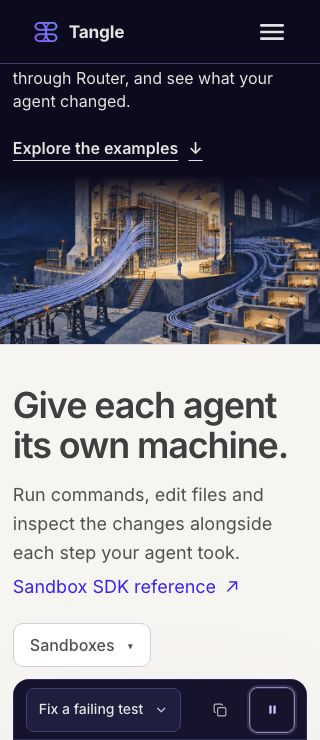 Tangle
through Router, and see what your
agent changed.
Explore the examples ↓
Give each agent
its own machine.
Run commands, edit files and
inspect the changes alongside
each step your agent took.
Sandbox SDK reference ↗
Sandboxes
Fix a failing test